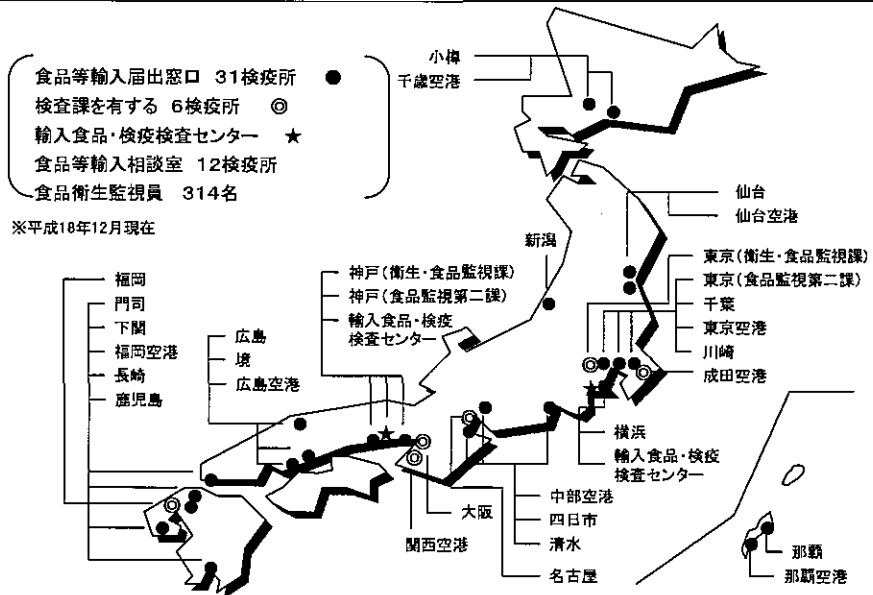 食品等輸入届出窓口 31検疫所 ●
検査課を有する 6検疫所 ◎
輸入食品・検疫検査センター ★
食品等輸入相談室 12検疫所
食品衛生監視員 314名
※平成18年12月現在
小樽
千歳空港
仙台
仙台空港
新潟
東京(衛生・食品監視課)
東京(食品監視第二課)
千葉
東京空港
川崎
成田空港
神戸(衛生・食品監視課)
神戸(食品監視第二課)
輸入食品・検疫
検査センター
福岡
門司
下関
福岡空港
長崎
鹿児島
広島
境
広島空港
横浜
輸入食品・検疫
検査センター
中部空港
四日市
清水
名古屋
大阪
関西空港
那覇
那覇空港